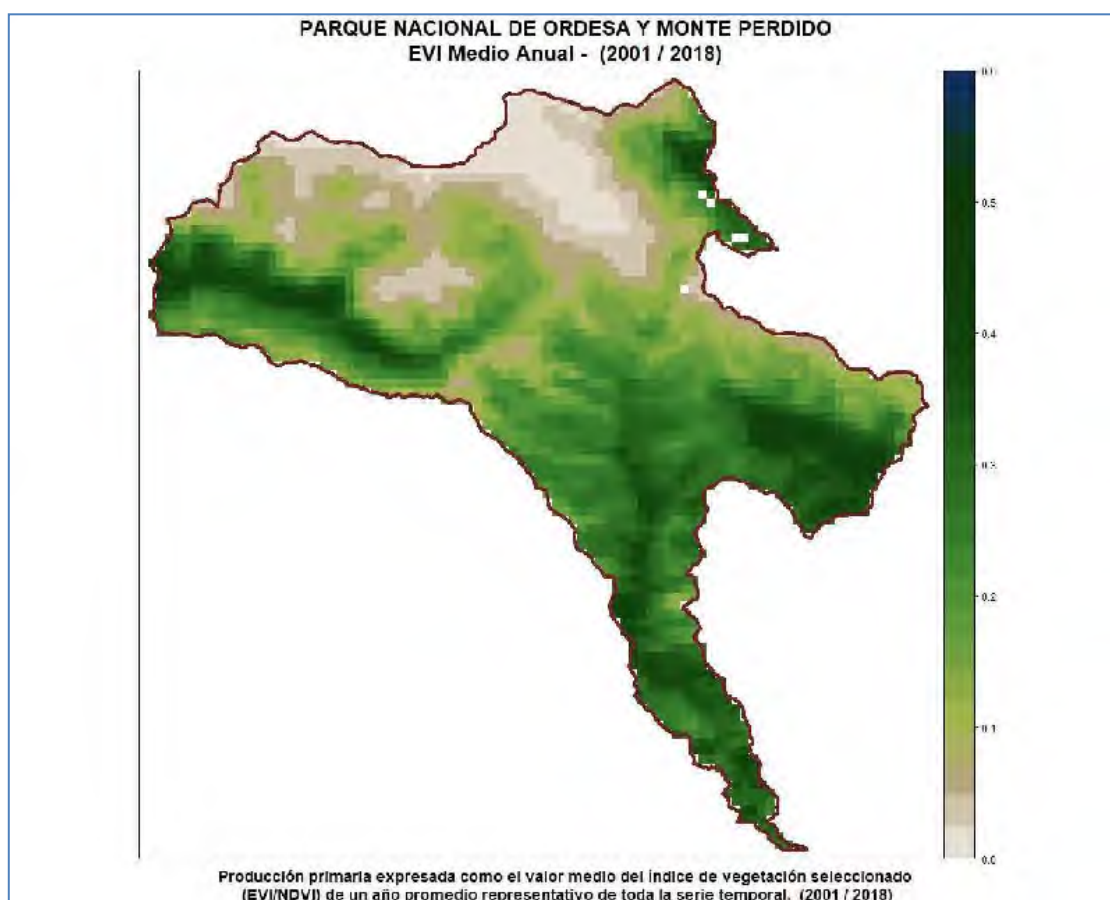 PARQUE NACIONAL DE ORDESA Y MONTE PERDIDO
EVI Medio Anual - (2001 / 2018)
0.6
0.5
0.4
0.3
0.2
0.1
0.0
Producción primaria expresada como el valor medio del índice de vegetación seleccionado
(EVI/NDVI) de un año promedio representativo de toda la serie temporal. (2001 / 2018)